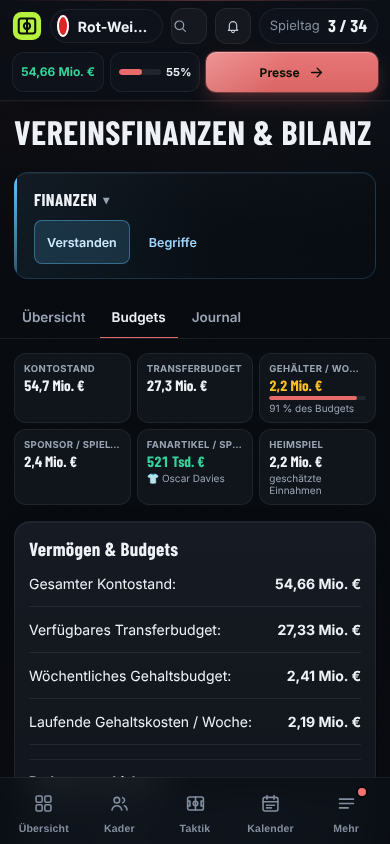 Rot-Wei...
Spieltag 3 / 34
54,66 Mio. €
55%
Presse →
VEREINSFINANZEN & BILANZ
FINANZEN ▾
Verstanden
Begriffe
Übersicht
Budgets
Journal
KONTOSTAND
54,7 Mio. €
TRANSFERBUDGET
27,3 Mio. €
GEHÄLTER / WO...
2,2 Mio. €
91 % des Budgets
SPONSOR / SPIEL...
2,4 Mio. €
FANARTIKEL / SP...
521 Tsd. €
👕 Oscar Davies
HEIMSPIEL
2,2 Mio. €
geschätzte
Einnahmen
Vermögen & Budgets
Gesamter Kontostand: 54,66 Mio. €
Verfügbares Transferbudget: 27,33 Mio. €
Wöchentliches Gehaltsbudget: 2,41 Mio. €
Laufende Gehaltskosten / Woche: 2,19 Mio. €
Übersicht
Kader
Taktik
Kalender
Mehr